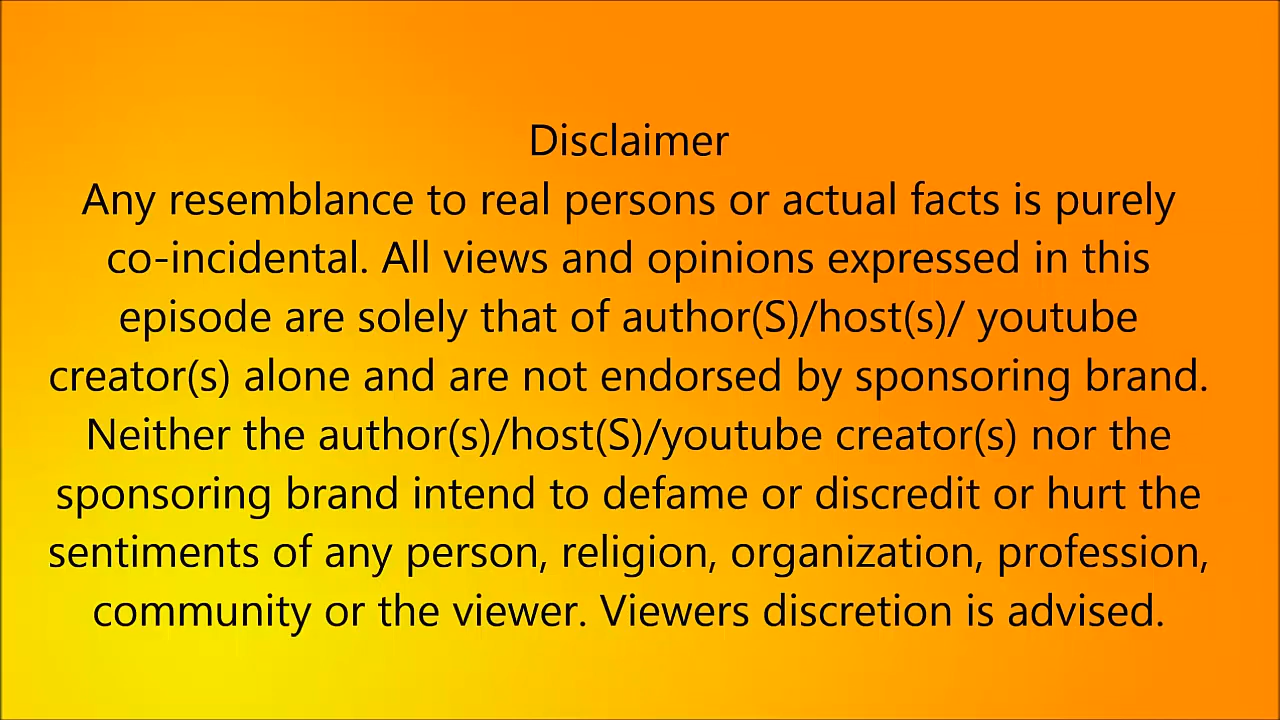 Disclaimer
Any resemblance to real persons or actual facts is purely
co-incidental. All views and opinions expressed in this
episode are solely that of author(S)/host(s)/ youtube
creator(s) alone and are not endorsed by sponsoring brand.
Neither the author(s)/host(S)/youtube creator(s) nor the
sponsoring brand intend to defame or discredit or hurt the
sentiments of any person, religion, organization, profession,
community or the viewer. Viewers discretion is advised.